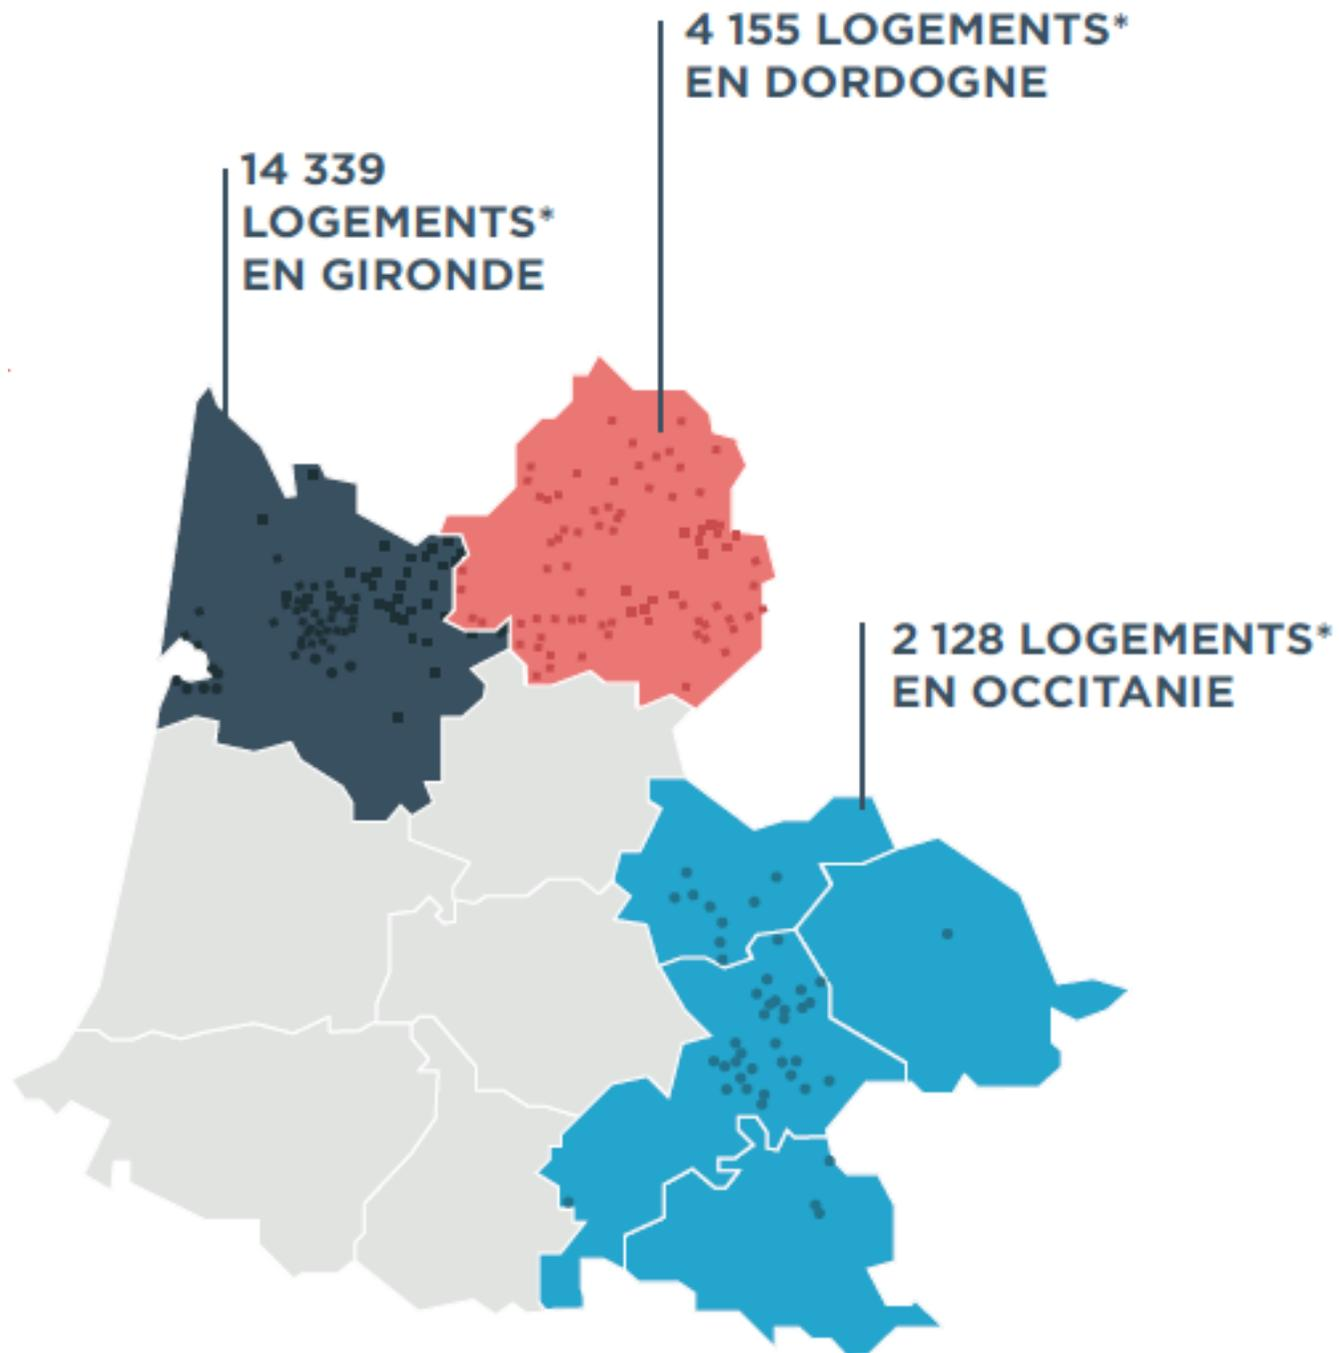 4 155 LOGEMENTS*
EN DORDOGNE
14 339
LOGEMENTS*
EN GIRONDE
2 128 LOGEMENTS*
EN OCCITANIE